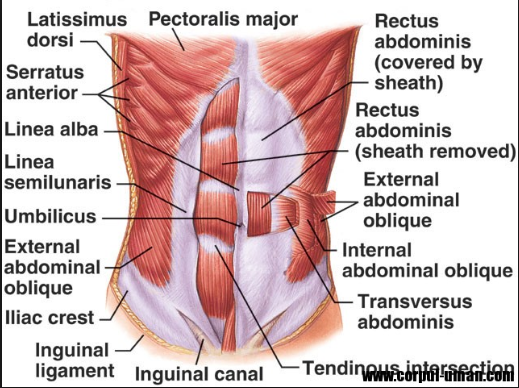 Latissimus
dorsi
Pectoralis major
Rectus
abdominis
(covered by
sheath)
Serratus
anterior
Rectus
abdominis
(sheath removed)
Linea alba
Linea
semilunaris
External
abdominal
oblique
Umbilicus
External
abdominal
oblique
Internal
abdominal oblique
Transversus
abdominis
Iliac crest
Inguinal
ligament
Inguinal canal
Tendinous intersection
www.corpul-uman.com